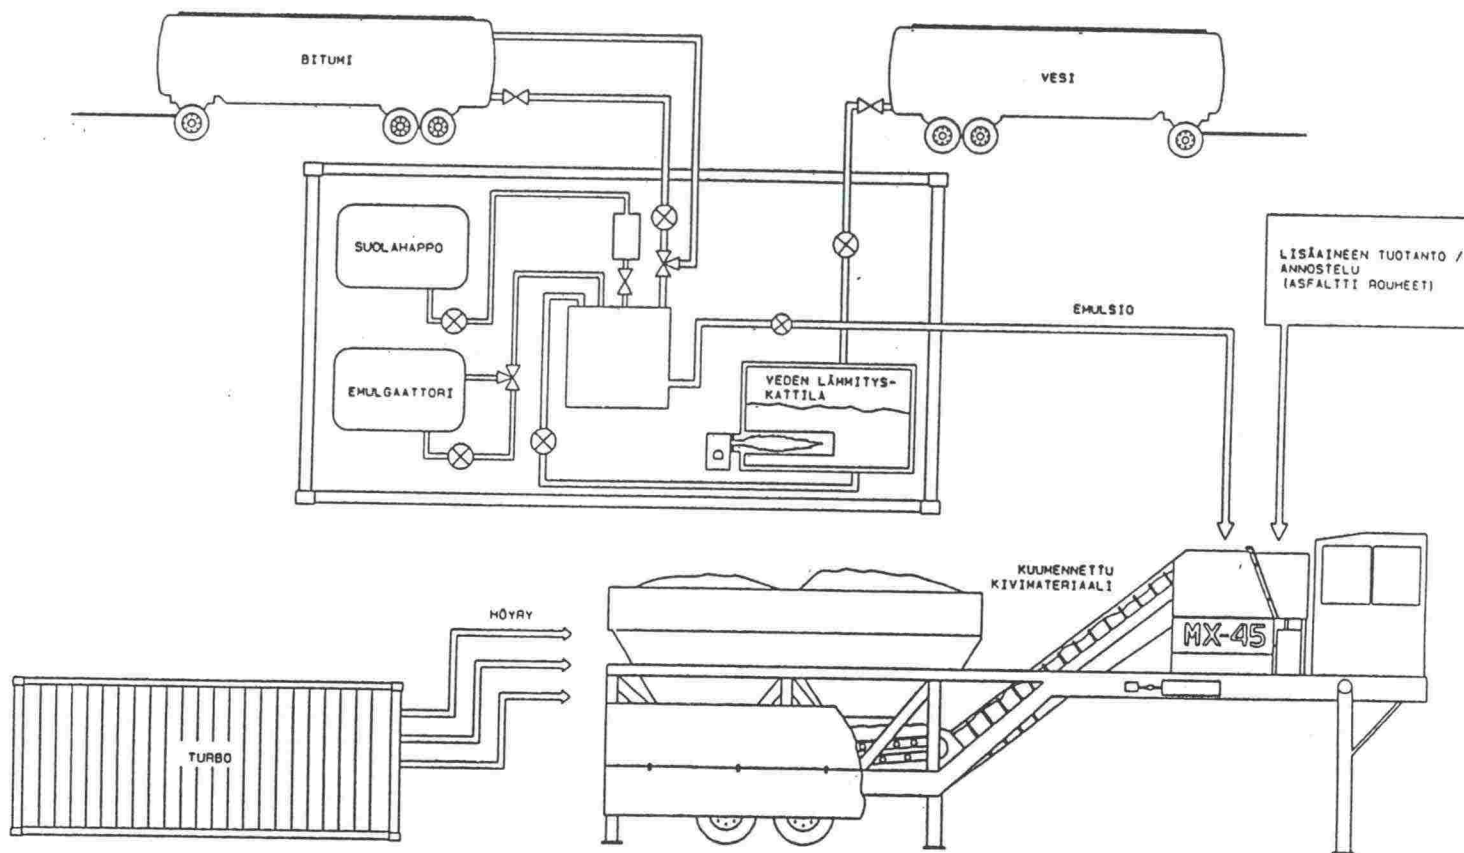 BITUMI
VESI
SUOLAHAPPO
LISÄAINEEN TUOTANTO /
ANNOSTELU
(ASFALTTI ROUHEET)
EMULSIO
EMULGAATTORI
VEDEN LÄMMITYS-
KATTILA
KUUMENNETTU
KIVIMATERIAALI
HÖYRY
MX-45
TURBO